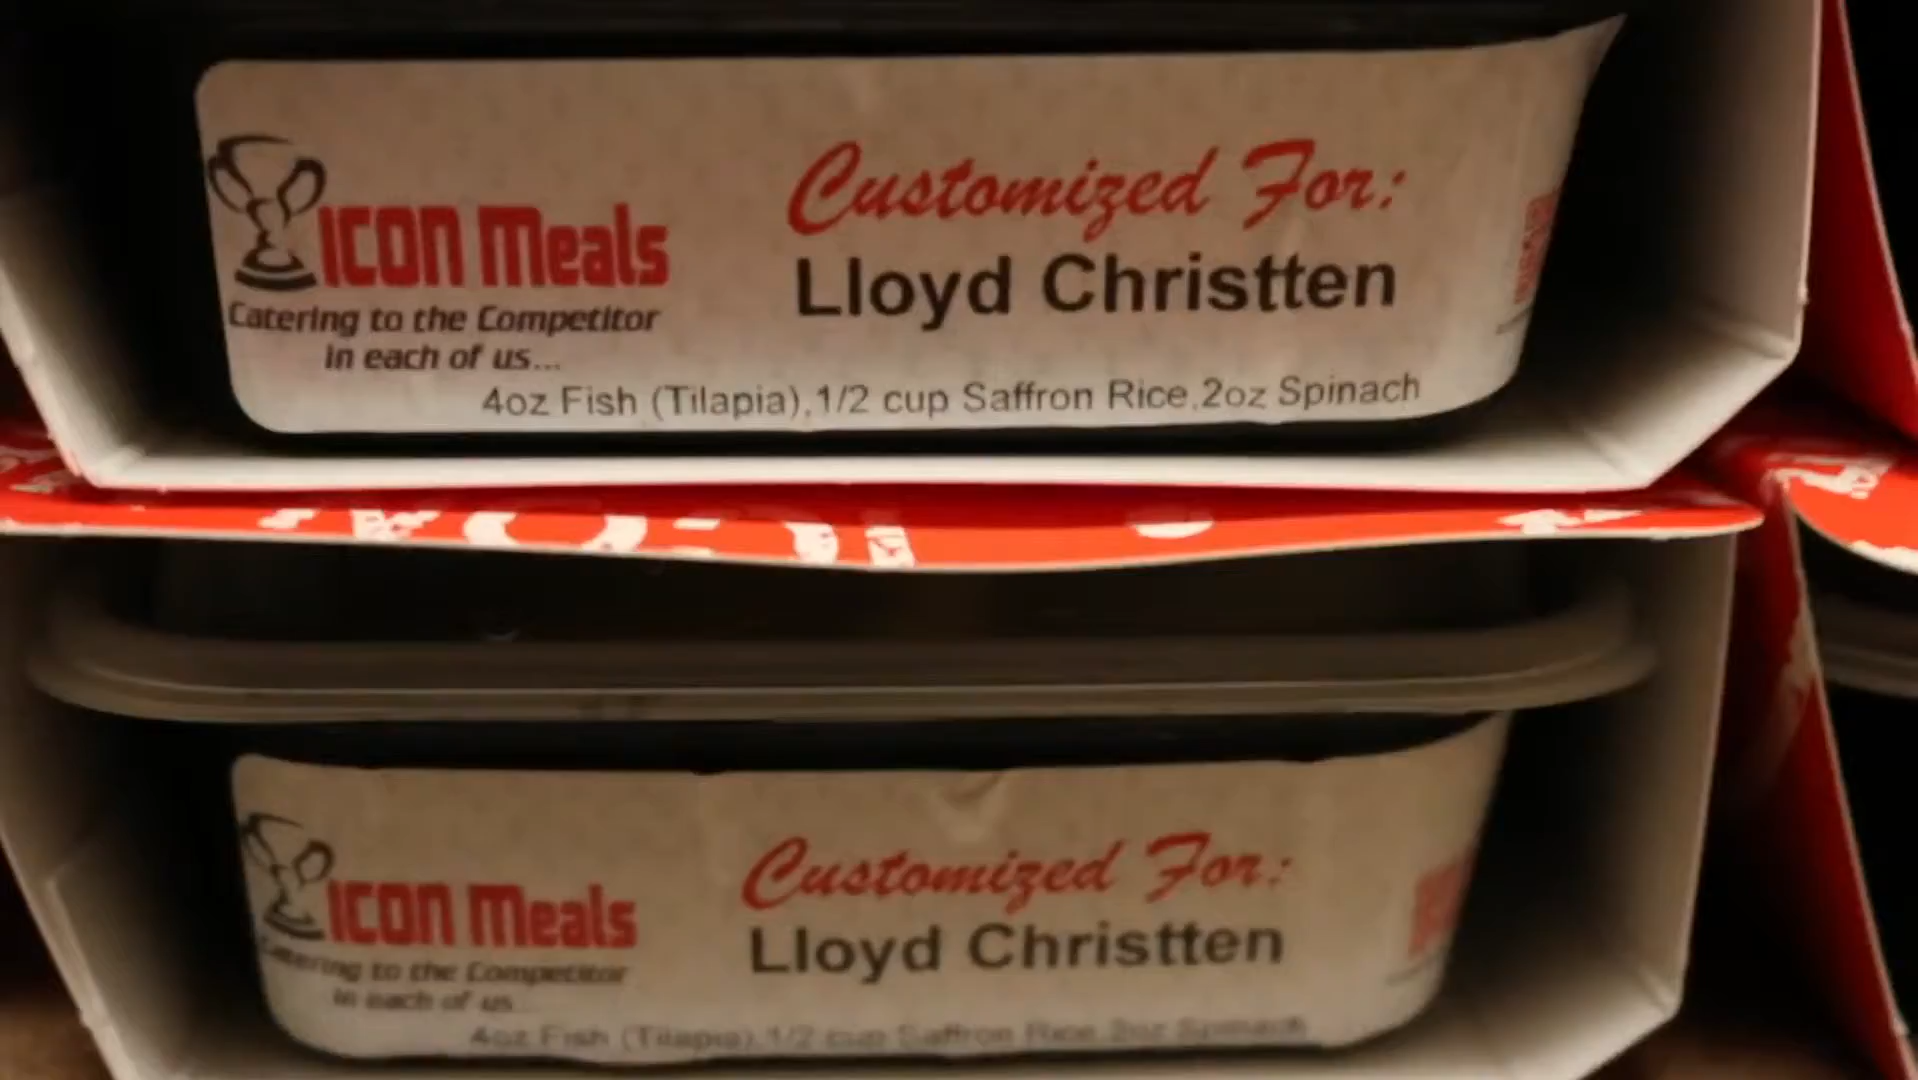 ICON Meals
Catering to the Competitor
in each of us...
Customized For:
Lloyd Christten
4oz Fish (Tilapia),1/2 cup Saffron Rice,2oz Spinach
ICON Meals
Catering to the Competitor
in each of us
Customized For:
Lloyd Christten
4oz Fish (Tilapia),1/2 cup Saffron Rice,2oz Spinach